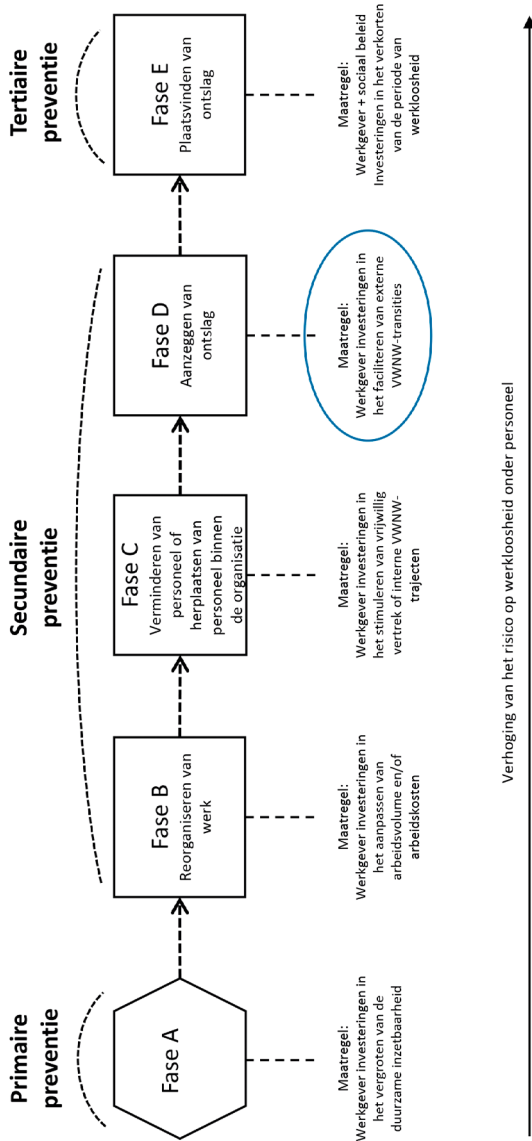 Primaire
preventie
Secundaire
preventie
Tertiaire
preventie
Fase A
Fase B
Reorganiseren van
werk
Fase C
Verminderen van
personeel of
herplaatsen van
personeel binnen
de organisatie
Fase D
Aanzeggen van
ontslag
Fase E
Plaatsvinden van
ontslag
Maatregel:
Werkgever investeringen in
het vergroten van de
duurzame inzetbaarheid
Maatregel:
Werkgever investeringen in
het aanpassen van
arbeidsvolume en/of
arbeidskosten
Maatregel:
Werkgever investeringen in
het stimuleren van vrijwillig
vertrek of interne VWNW-
trajecten
Maatregel:
Werkgever investeringen in
het faciliteren van externe
VWNW-transities
Maatregel:
Werkgever + sociaal beleid
Investeringen in het verkorten
van de periode van
werkloosheid
Verhoging van het risico op werkloosheid onder personeel